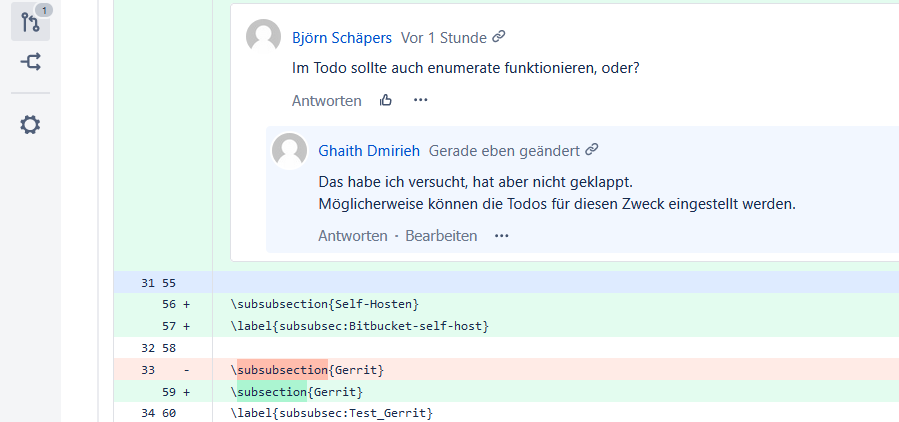 1
Björn Schäpers Vor 1 Stunde
Im Todo sollte auch enumerate funktionieren, oder?
Antworten ...
Ghaith Dmirieh Gerade eben geändert
Das habe ich versucht, hat aber nicht geklappt.
Möglicherweise können die Todos für diesen Zweck eingestellt werden.
Antworten · Bearbeiten ...
31 55
56 + \subsubsection{Self-Hosten}
57 + \label{subsubsec:Bitbucket-self-host}
32 58
33 - \subsubsection{Gerrit}
59 + \subsection{Gerrit}
34 60 \label{subsubsec:Test_Gerrit}